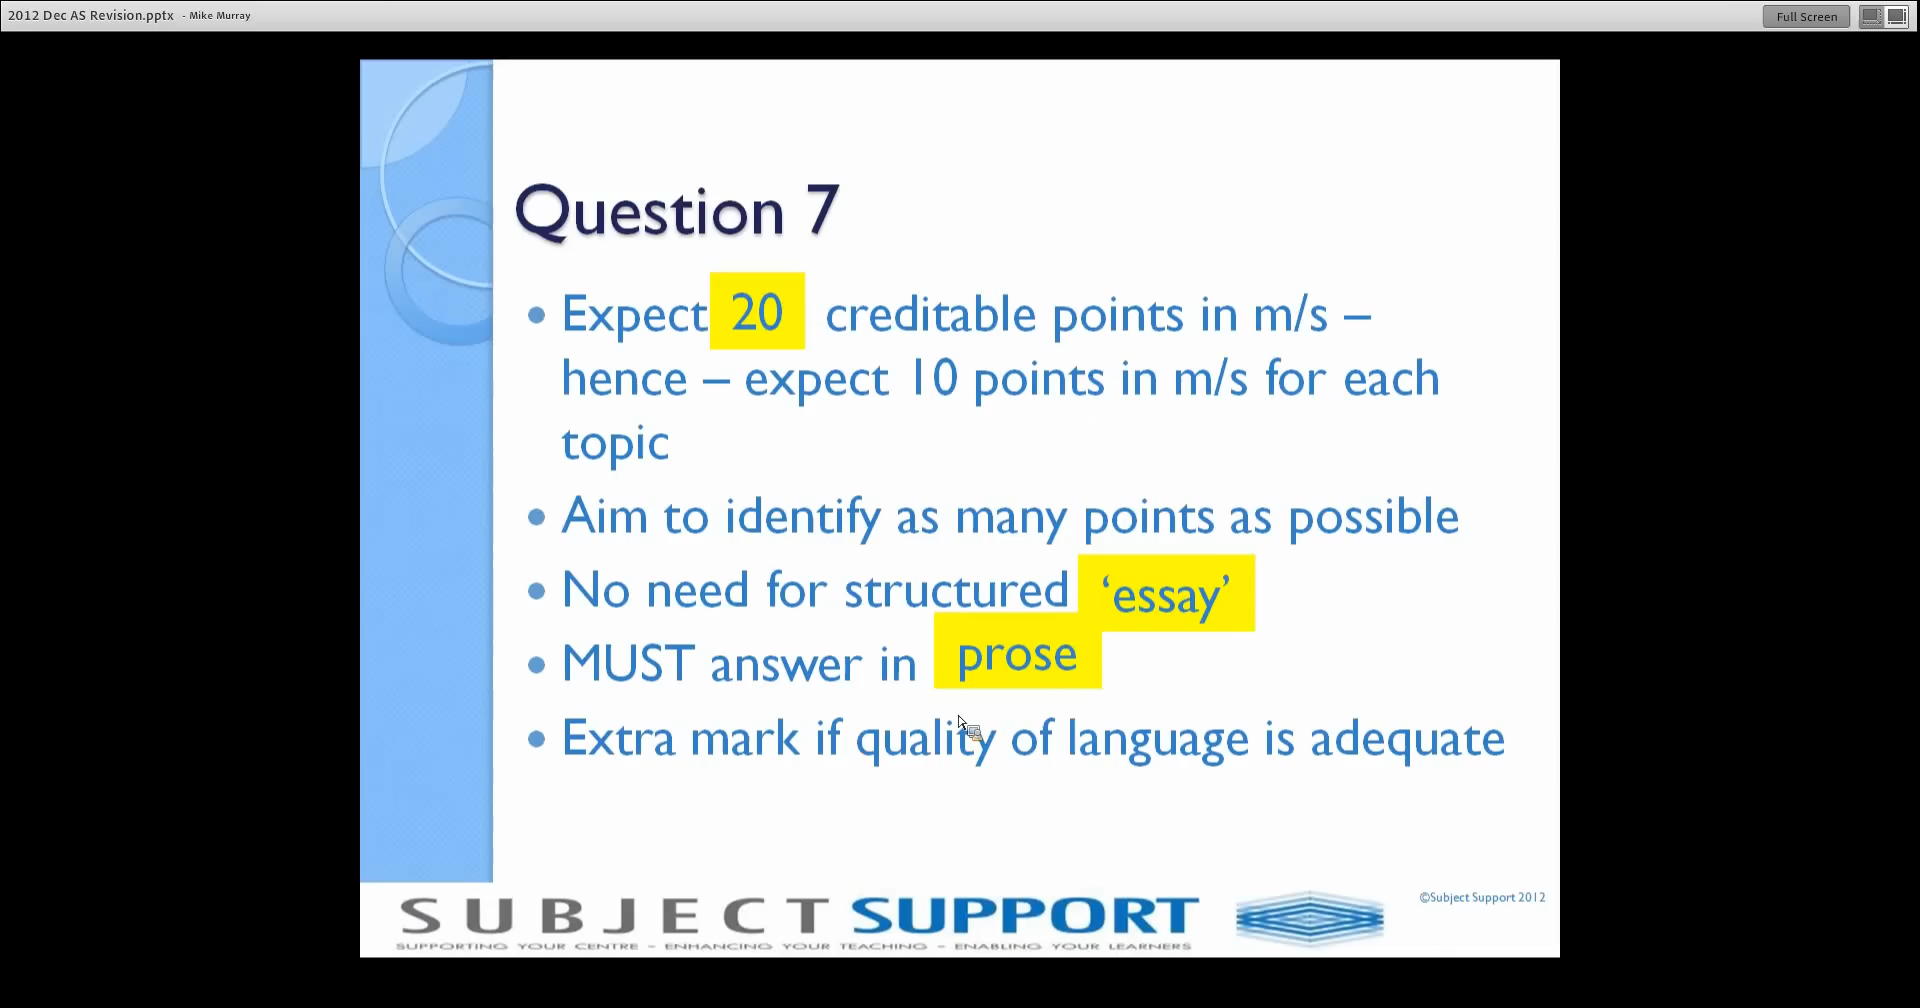 2012 Dec AS Revision.pptx - Mike Murray
Full Screen
Question 7
• Expect 20 creditable points in m/s –
hence – expect 10 points in m/s for each
topic
• Aim to identify as many points as possible
• No need for structured ‘essay’
• MUST answer in prose
• Extra mark if quality of language is adequate
SUBJECT SUPPORT
SUPPORTING YOUR CENTRE – ENHANCING YOUR TEACHING – ENABLING YOUR LEARNERS
©Subject Support 2012